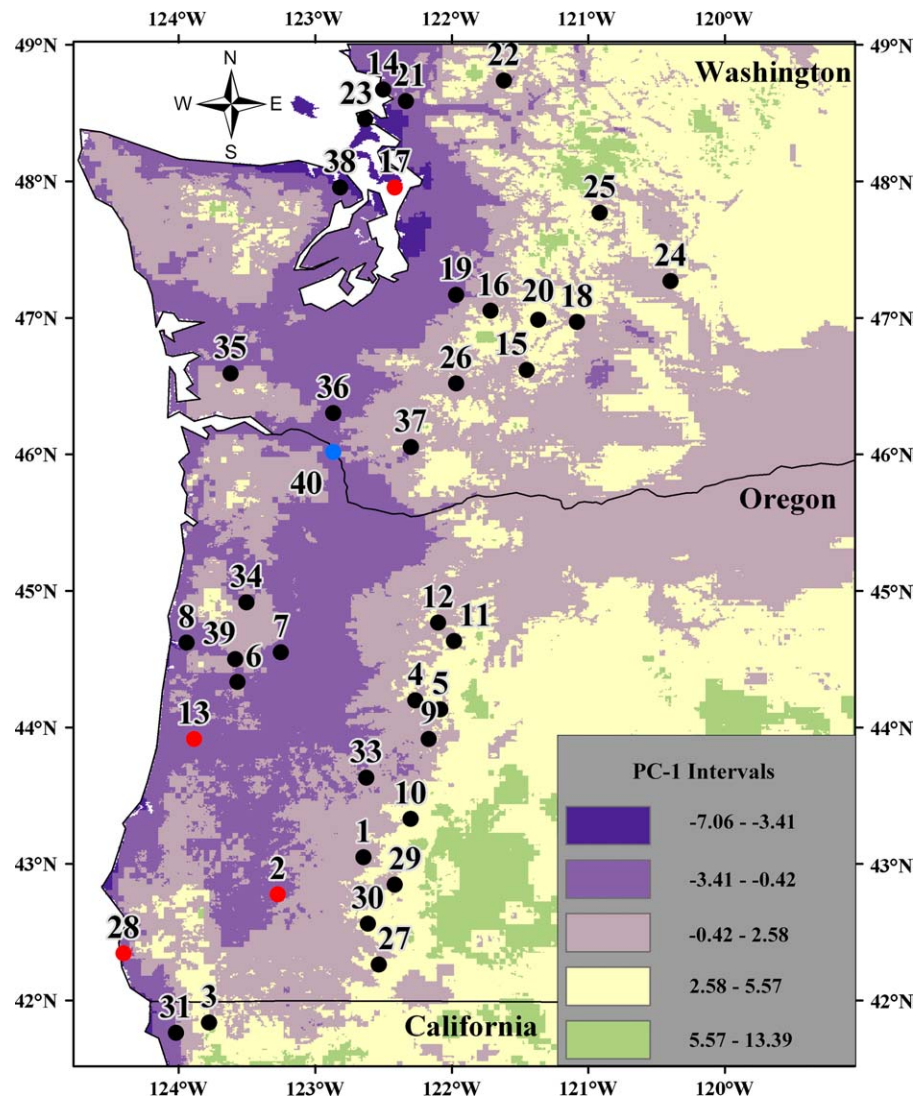 124°W 123°W 122°W 121°W 120°W
49°N 49°N
22
Washington
14
21
N
23
W E
S
48°N 48°N
38 17
25
24
19
16
20
18
47°N 47°N
15
35
26
36
37
46°N 46°N
40
Oregon
45°N 45°N
34
12
11
8
39
7
6
4
5
44°N 44°N
9
13
33
10
PC-1 Intervals
-7.06 - -3.41
1
43°N 43°N
29
2
-3.41 - -0.42
30
28
27
-0.42 - 2.58
42°N 42°N
2.58 - 5.57
31
3
California
5.57 - 13.39
124°W 123°W 122°W 121°W 120°W